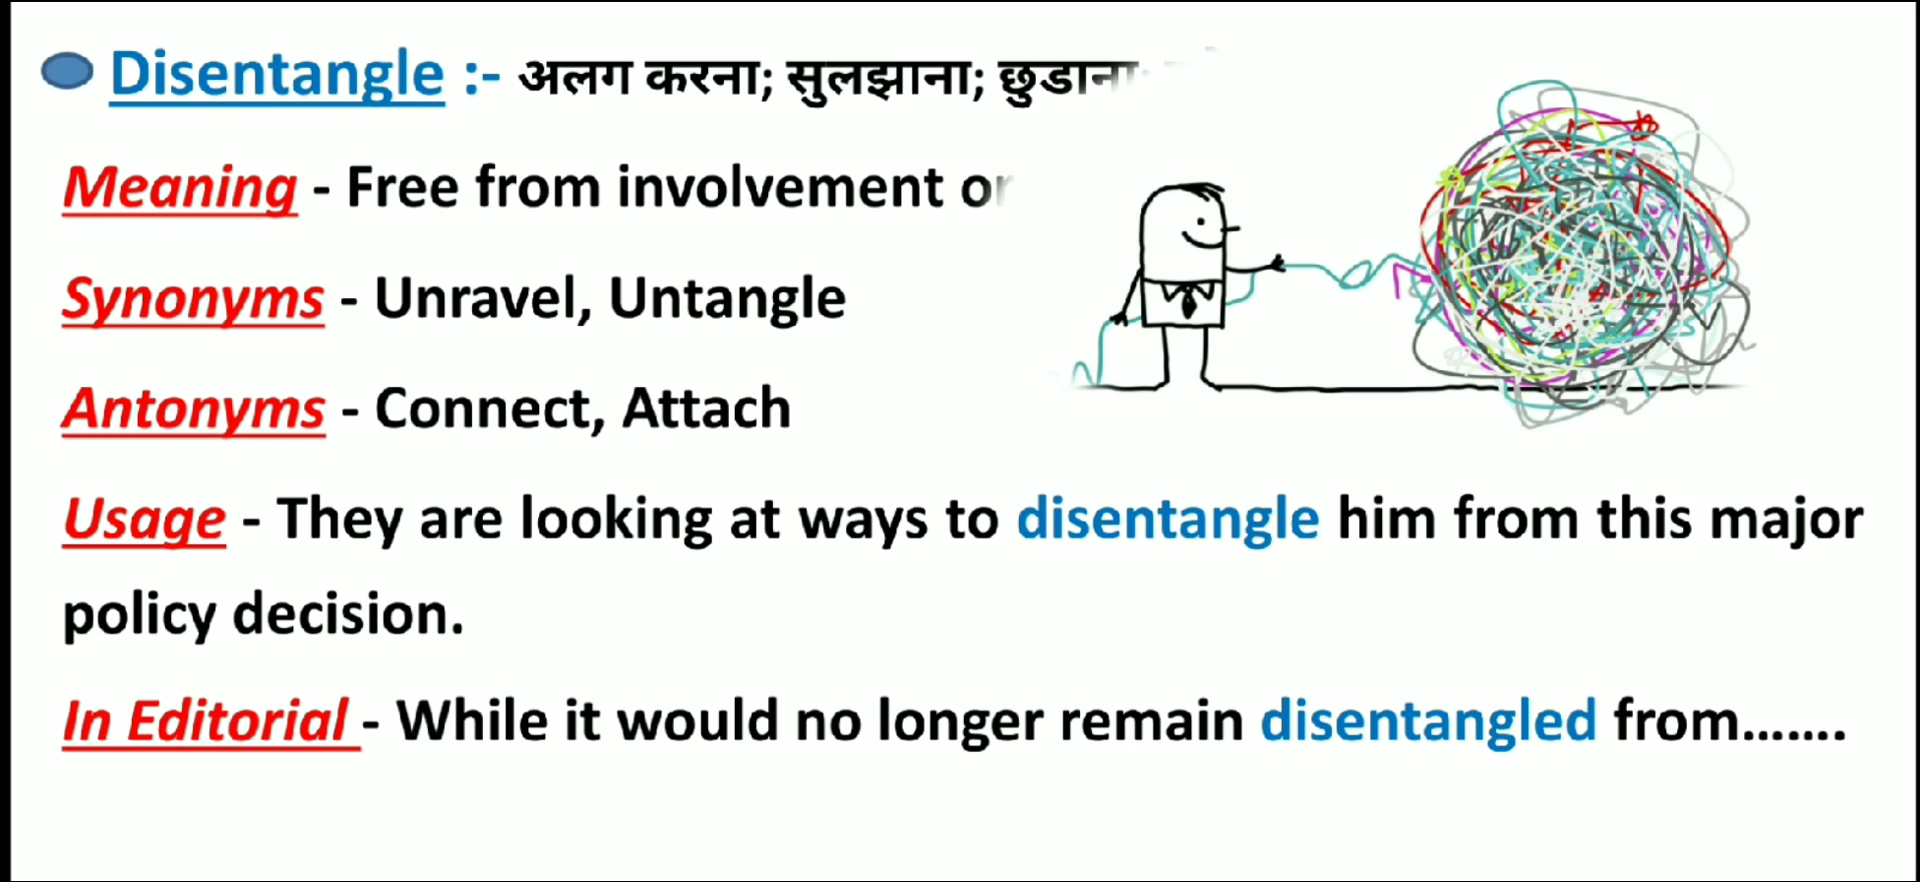 Disentangle :- अलग करना; सुलझाना; छुडाना
Meaning - Free from involvement or
Synonyms - Unravel, Untangle
Antonyms - Connect, Attach
Usage - They are looking at ways to disentangle him from this major
policy decision.
In Editorial - While it would no longer remain disentangled from.......